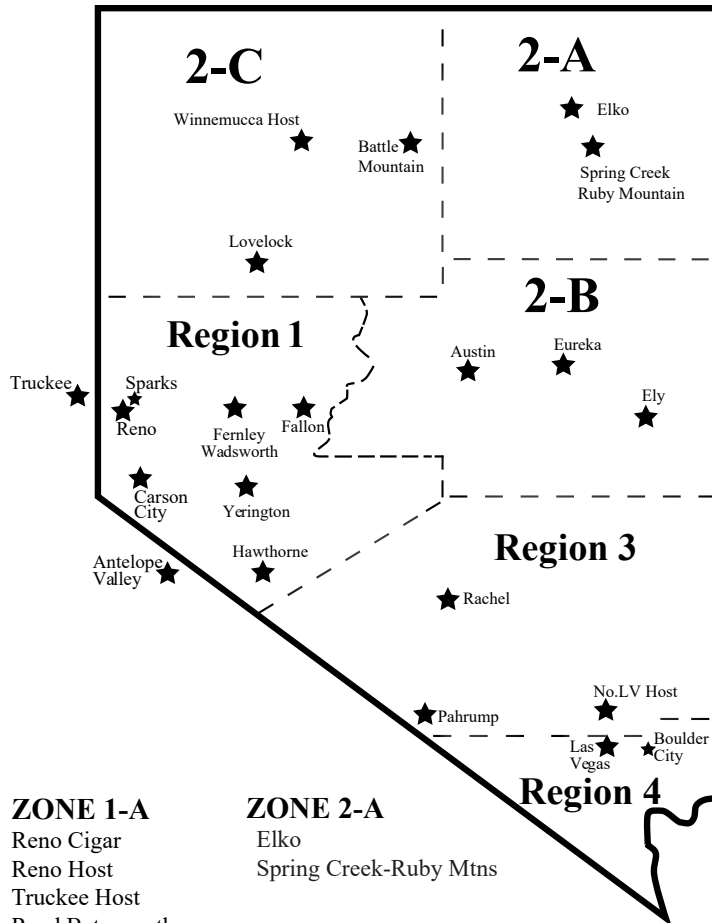 2-C
2-A
Winnemucca Host
Battle
Mountain
Elko
Spring Creek
Ruby Mountain
Lovelock
Region 1
2-B
Austin
Eureka
Ely
Truckee
Sparks
Reno
Fernley
Wadsworth
Fallon
Carson
City
Yerington
Antelope
Valley
Hawthorne
Region 3
Rachel
Pahrump
No.LV Host
Las
Vegas
Boulder
City
Region 4
ZONE 1-A
Reno Cigar
Reno Host
Truckee Host
ZONE 2-A
Elko
Spring Creek-Ruby Mtns